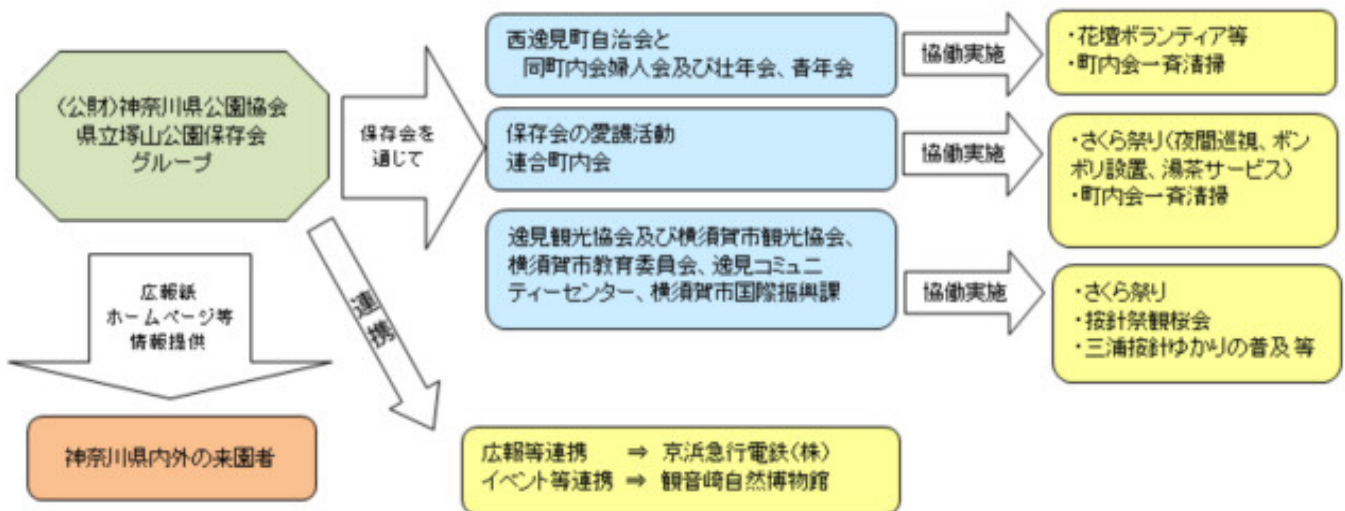 (公財)神奈川県公園協会
県立塚山公園保存会
グループ
保存会を
通じて
西逸見町自治会と
同町内会婦人会及び壮年会、青年会
協働実施
・花壇ボランティア等
・町内会一斉清掃
保存会の愛護活動
連合町内会
協働実施
・さくら祭り(夜間巡視、ボン
ボリ設置、湯茶サービス)
・町内会一斉清掃
逸見観光協会及び横須賀市観光協会、
横須賀市教育委員会、逸見コミュニ
ティーセンター、横須賀市国際振興課
協働実施
・さくら祭り
・按針祭観桜会
・三浦按針ゆかりの普及等
広報紙
ホームページ等
情報提供
連携
神奈川県内外の来園者
広報等連携 ⇒ 京浜急行電鉄(株)
イベント等連携 ⇒ 観音崎自然博物館